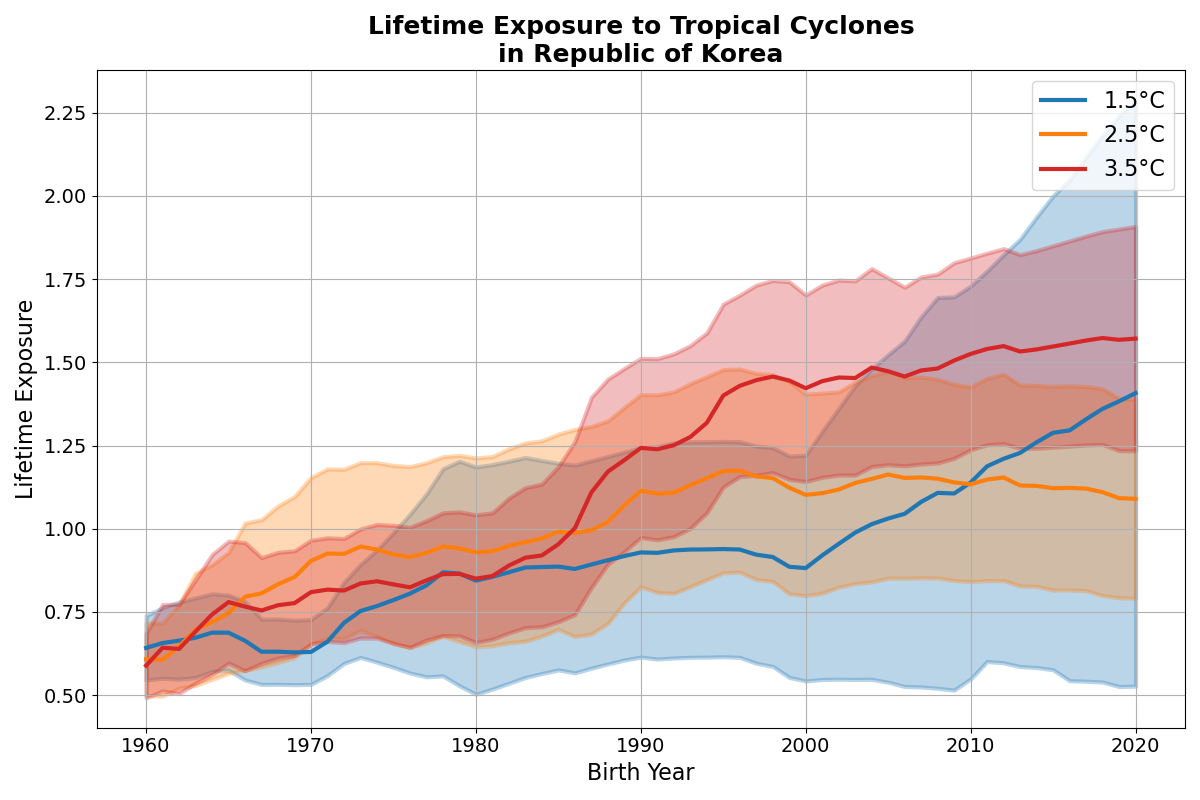 Lifetime Exposure to Tropical Cyclones
in Republic of Korea
Lifetime Exposure
2.25
2.00
1.75
1.50
1.25
1.00
0.75
0.50
1.5°C
2.5°C
3.5°C
1960 1970 1980 1990 2000 2010 2020
Birth Year